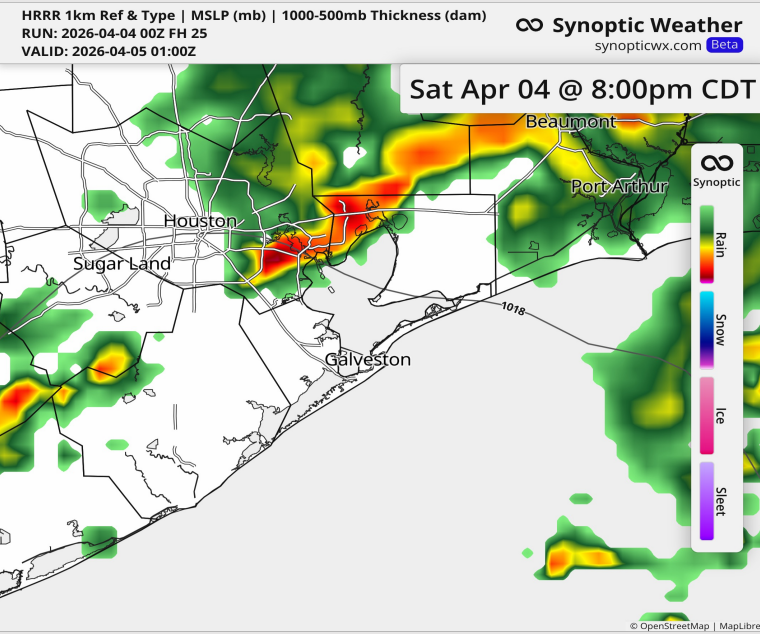 HRRR 1km Ref & Type | MSLP (mb) | 1000-500mb Thickness (dam)
RUN: 2026-04-04 00Z FH 25
VALID: 2026-04-05 01:00Z
Synoptic Weather
synopticwx.com Beta
Sat Apr 04 @ 8:00pm CDT
Beaumont
Port Arthur
Houston
Sugar Land
Galveston
1018
Synoptic
Rain
Snow
Ice
Sleet
© OpenStreetMap | MapLibre